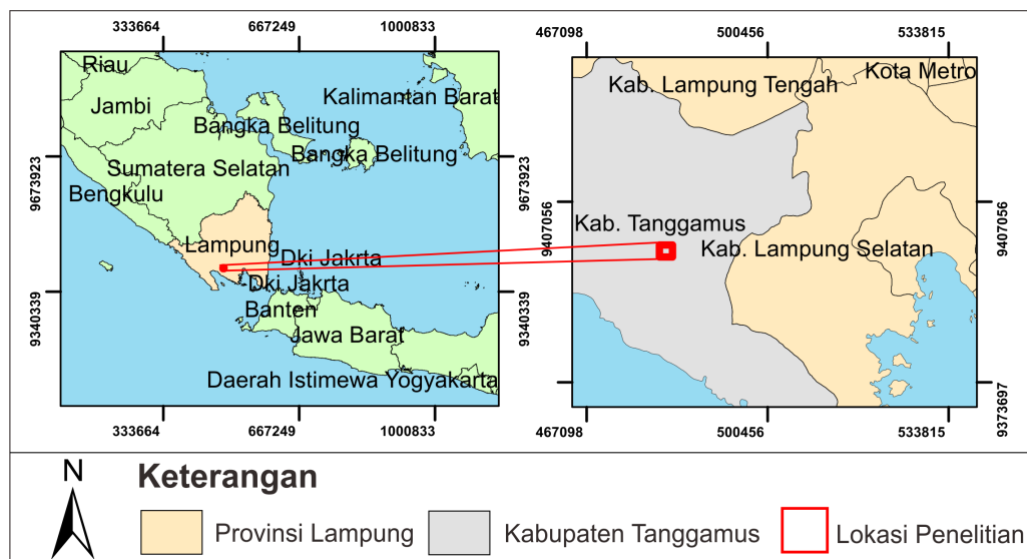 333664 667249 1000833
467098 500456 533815
Riau
Jambi
Kalimantan Barat
Bangka Belitung
Bangka Belitung
Sumatera Selatan
Bengkulu
Lampung
Dki Jakrta
Dki Jakrta
Banten
Jawa Barat
Daerah Istimewa Yogyakarta
9673923
9340339
9673923
9340339
333664 667249 1000833
Kota Metro
Kab. Lampung Tengah
Kab. Tanggamus
Kab. Lampung Selatan
9407056
9407056
9373697
467098 500456 533815
N
Keterangan
Provinsi Lampung
Kabupaten Tanggamus
Lokasi Penelitian